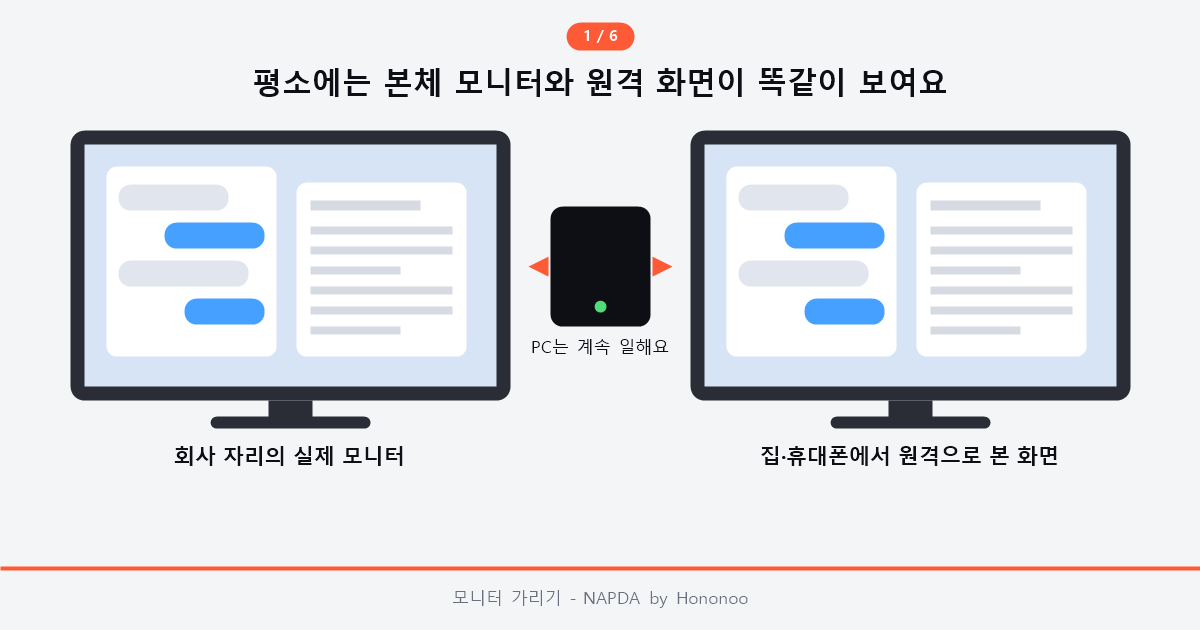 1 / 6
평소에는 본체 모니터와 원격 화면이 똑같이 보여요
PC는 계속 일해요
회사 자리의 실제 모니터
집·휴대폰에서 원격으로 본 화면
모니터 가리기 - NAPDA by Hononoo